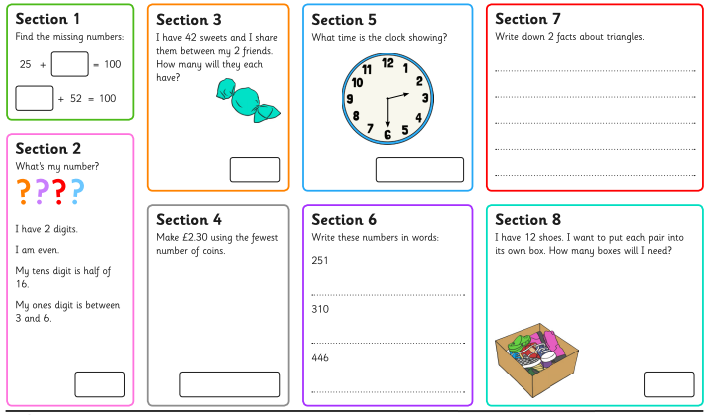 Section 1
Find the missing numbers:
25 + = 100
+ 52 = 100
Section 2
What's my number?
? ? ? ?
I have 2 digits.
I am even.
My tens digit is half of
16.
My ones digit is between
3 and 6.
Section 3
I have 42 sweets and I share
them between my 2 friends.
How many will they each
have?
Section 4
Make £2.30 using the fewest
number of coins.
Section 5
What time is the clock showing?
12
1
2
3
4
5
6
7
8
9
10
11
Section 6
Write these numbers in words:
251
310
446
Section 7
Write down 2 facts about triangles.
Section 8
I have 12 shoes. I want to put each pair into
its own box. How many boxes will I need?